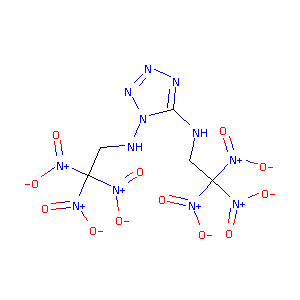 N N
N N
N
NH NH
O O
N+ N+ O-
O- O
N+ O N+ O-
O N+ O N+
O- O- O- O